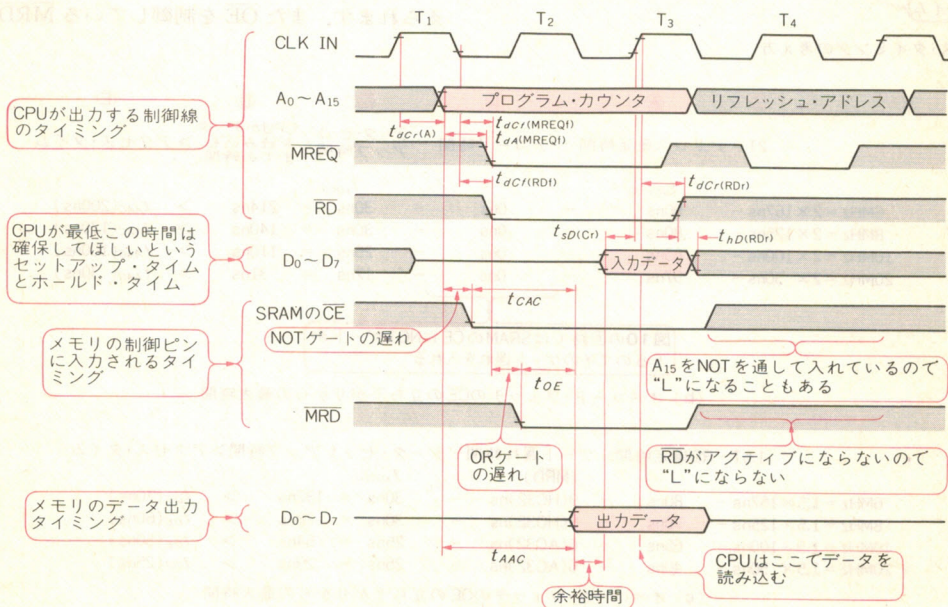 T1 T2 T3 T4
CLK IN
A0～A15 プログラム・カウンタ リフレッシュ・アドレス
CPUが出力する制御線
のタイミング
tdCr(A) tdCf(MREQf)
tdA(MREQf)
MREQ
tdCf(RDf) tdCr(RDr)
RD
CPUが最低この時間は
確保してほしいという
セットアップ・タイム
とホールド・タイム
tsD(Cr) thD(RDr)
D0～D7 入力データ
SRAMのCE
tCAC
NOTゲートの遅れ
メモリの制御ピン
に入力されるタイ
ミング
A15をNOTを通して入れているので
“L”になることもある
tOE
MRD
ORゲート
の遅れ
RDがアクティブにならないので
“L”にならない
メモリのデータ出力
タイミング
D0～D7 出力データ
tAAC
CPUはここでデータを
読み込む
余裕時間